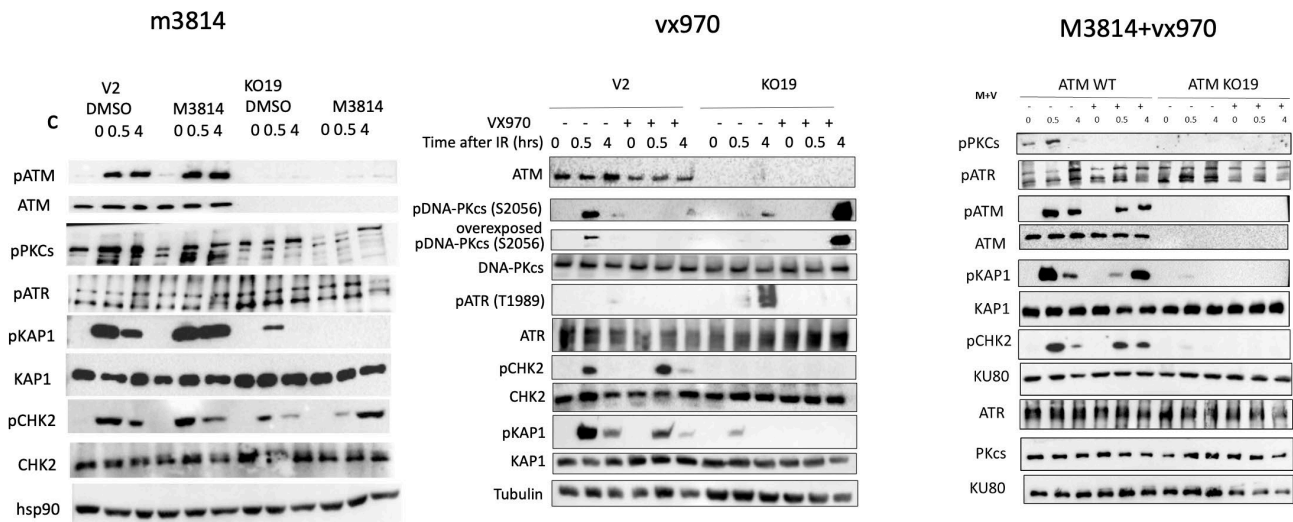 m3814
V2 KO19
DMSO M3814 DMSO M3814
C 0 0.5 4 0 0.5 4 0 0.5 4 0 0.5 4
pATM
ATM
pPKCs
pATR
pKAP1
KAP1
pCHK2
CHK2
hsp90
vx970
V2 KO19
VX970 - - - + + + - - - + + +
Time after IR (hrs) 0 0.5 4 0 0.5 4 0 0.5 4 0 0.5 4
ATM
pDNA-PKcs (S2056)
overexposed
pDNA-PKcs (S2056)
DNA-PKcs
pATR (T1989)
ATR
pCHK2
CHK2
pKAP1
KAP1
Tubulin
M3814+vx970
ATM WT ATM KO19
M+V - - - + + + - - - + + +
0 0.5 4 0 0.5 4 0 0.5 4 0 0.5 4
pPKCs
pATR
pATM
ATM
pKAP1
KAP1
pCHK2
KU80
ATR
PKcs
KU80